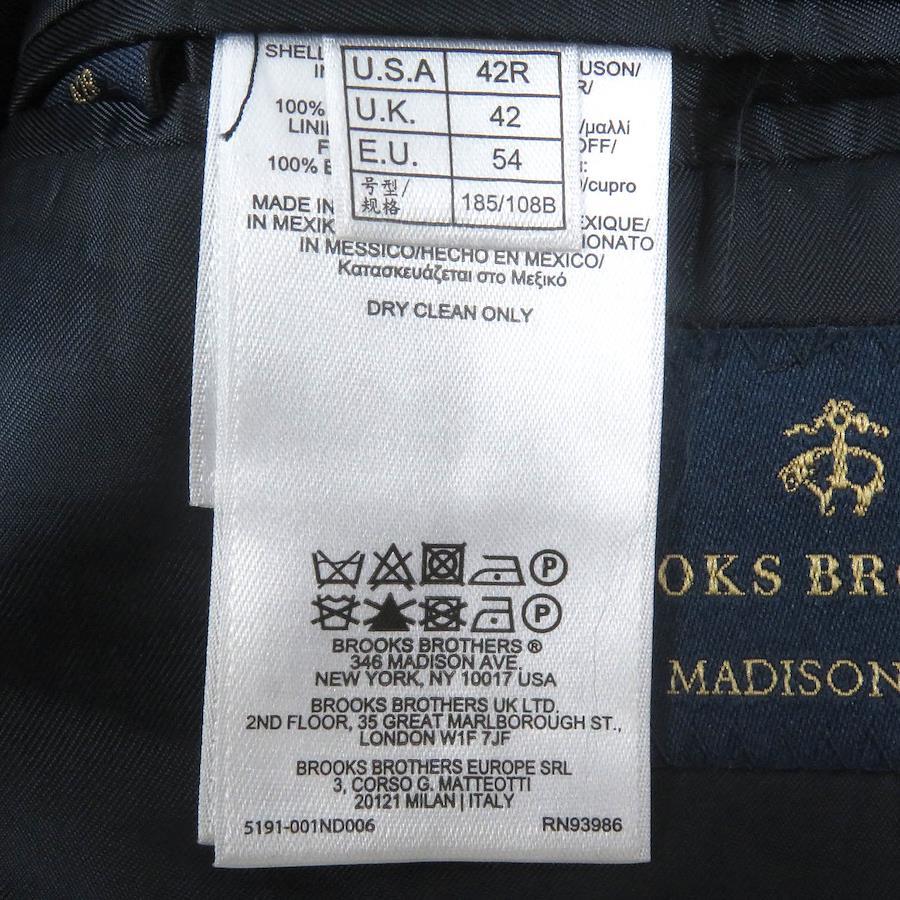 SHELL
U.S.A 42R
U.K. 42
E.U. 54
号型/
规格 185/108B
USON/
R/
100%
/μαλλί
OFF/
100%
/cupro
MADE IN
IN MEXIK
EXIQUE/
IONATO
IN MESSICO/HECHO EN MEXICO/
Κατασκευάζεται στο Μεξικό
DRY CLEAN ONLY
P
P
BROOKS BROTHERS ®
346 MADISON AVE.
NEW YORK, NY 10017 USA
BROOKS BROTHERS UK LTD.
2ND FLOOR, 35 GREAT MARLBOROUGH ST.,
LONDON W1F 7JF
BROOKS BROTHERS EUROPE SRL
3, CORSO G. MATTEOTTI
20121 MILAN | ITALY
5191-001ND006 RN93986
OKS BR
MADISON